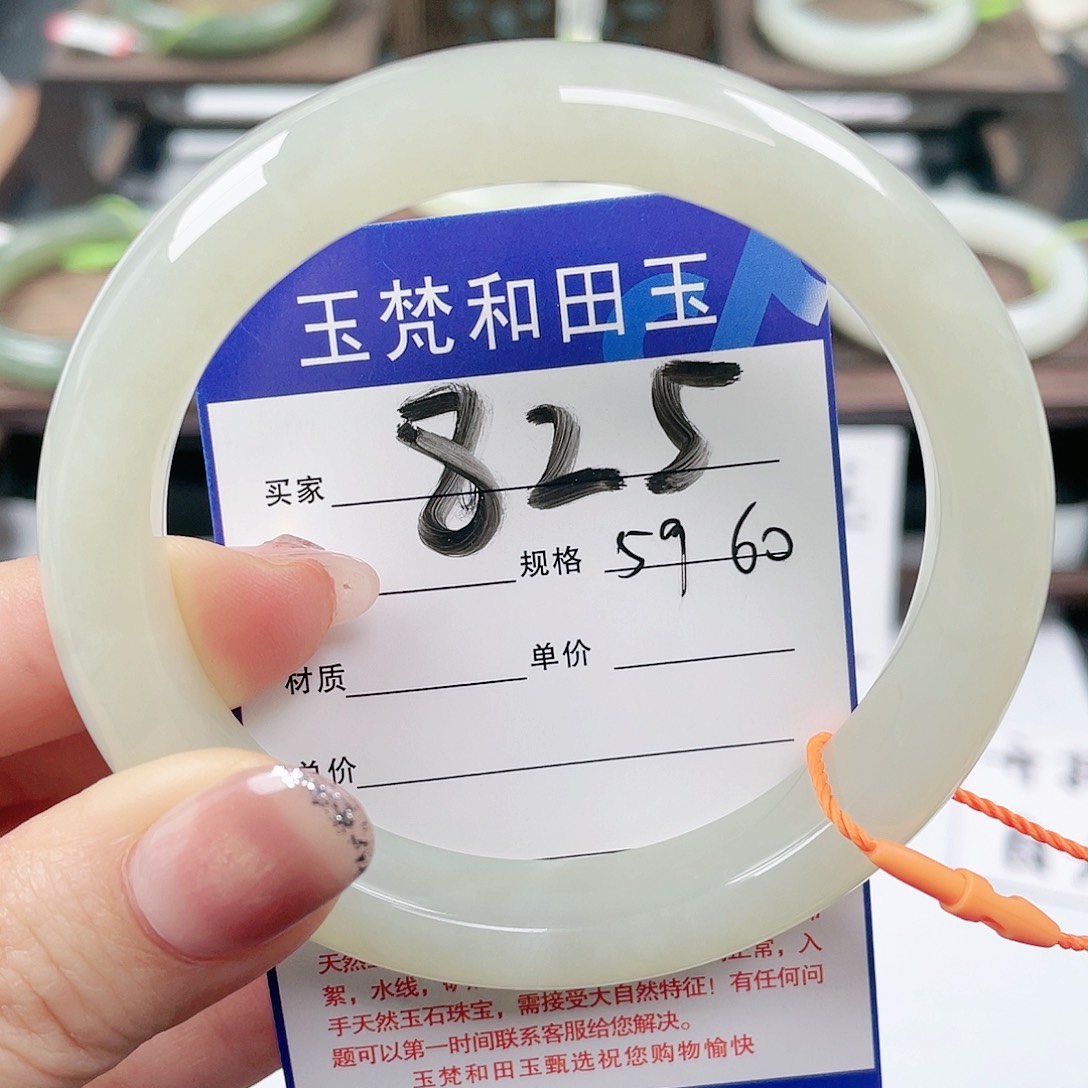 玉梵和田玉
买家 825
规格 59 60
材质 单价
单价
天然
正常，入
絮，水线，
手天然玉石珠宝，需接受大自然特征！有任何问
题可以第一时间联系客服给您解决。
玉梵和田玉甄选祝您购物愉快